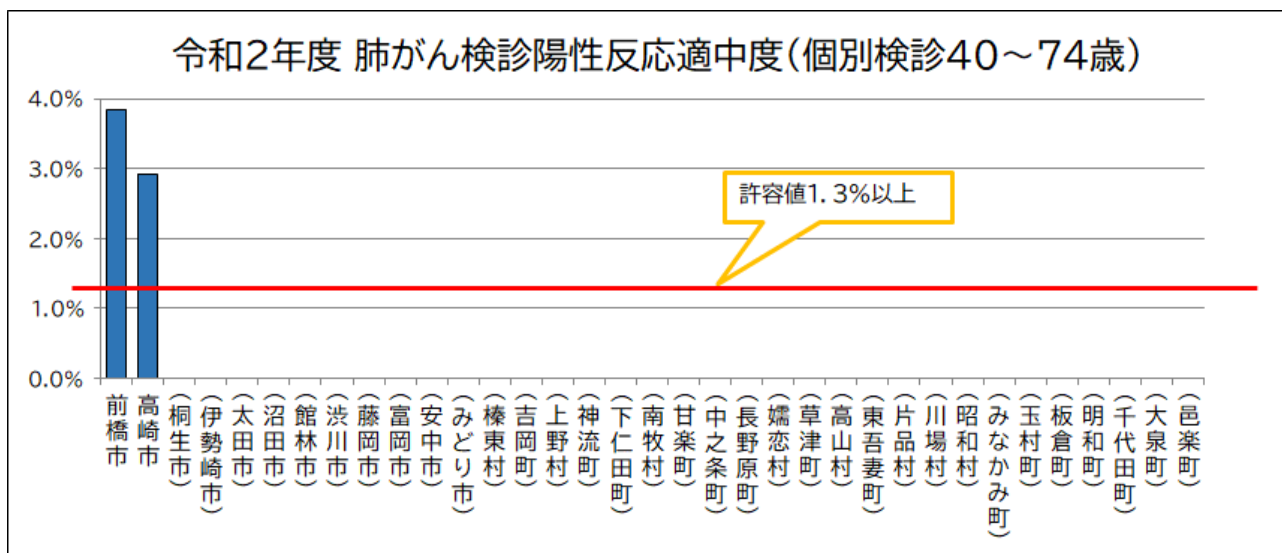 令和2年度 肺がん検診陽性反応適中度(個別検診40～74歳)
4.0%
3.0%
2.0%
1.0%
0.0%
許容値1．3%以上
前橋市
高崎市
(桐生市)
(伊勢崎市)
(太田市)
(沼田市)
(館林市)
(渋川市)
(藤岡市)
(富岡市)
(安中市)
(みどり市)
(榛東村)
(吉岡町)
(上野村)
(神流町)
(下仁田町)
(南牧村)
(甘楽町)
(中之条町)
(長野原町)
(嬬恋村)
(草津町)
(高山村)
(東吾妻町)
(片品村)
(川場村)
(昭和村)
(みなかみ町)
(玉村町)
(板倉町)
(明和町)
(千代田町)
(大泉町)
(邑楽町)